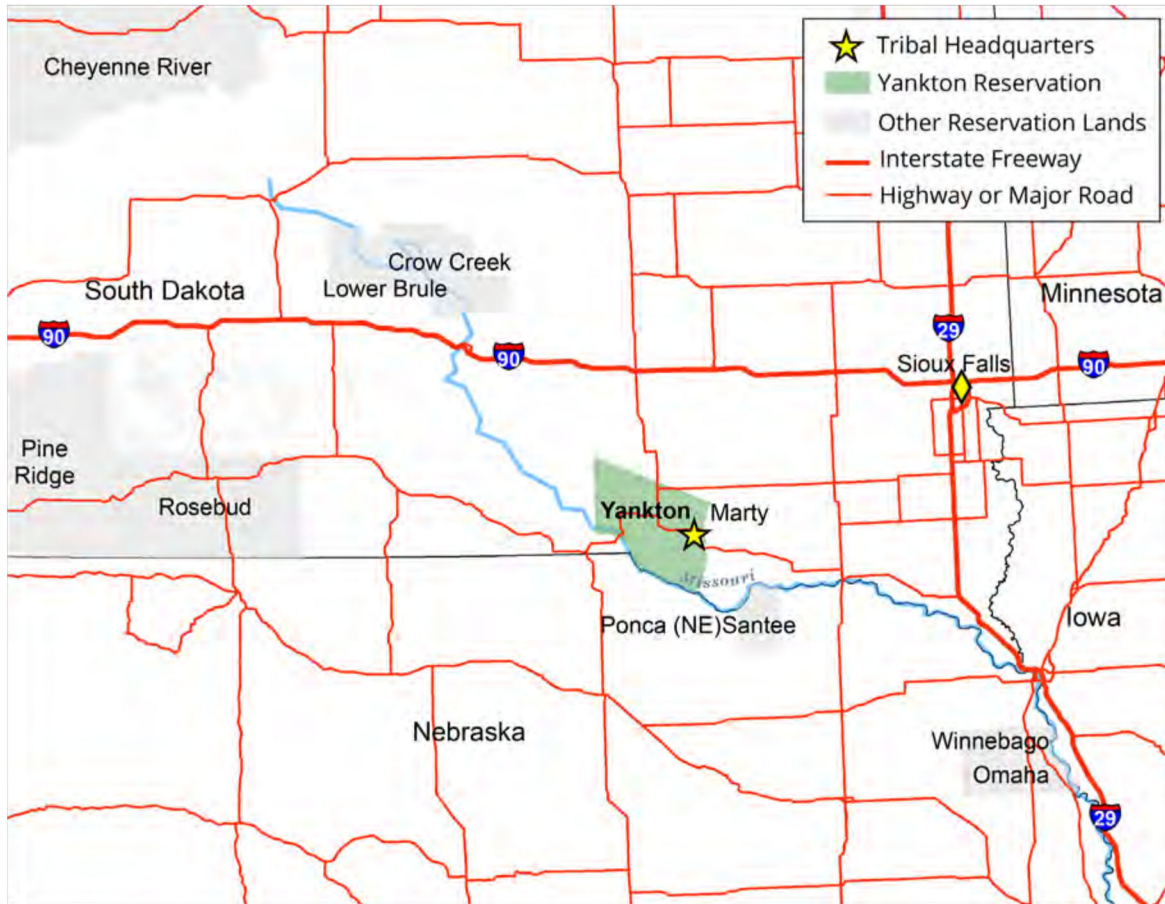 Cheyenne River
Tribal Headquarters
Yankton Reservation
Other Reservation Lands
Interstate Freeway
Highway or Major Road
Crow Creek
Lower Brule
South Dakota
Minnesota
90
90
29
90
Sioux Falls
Pine
Ridge
Rosebud
Yankton
Marty
Missouri
Ponca (NE)
Santee
Iowa
Nebraska
Winnebago
Omaha
29